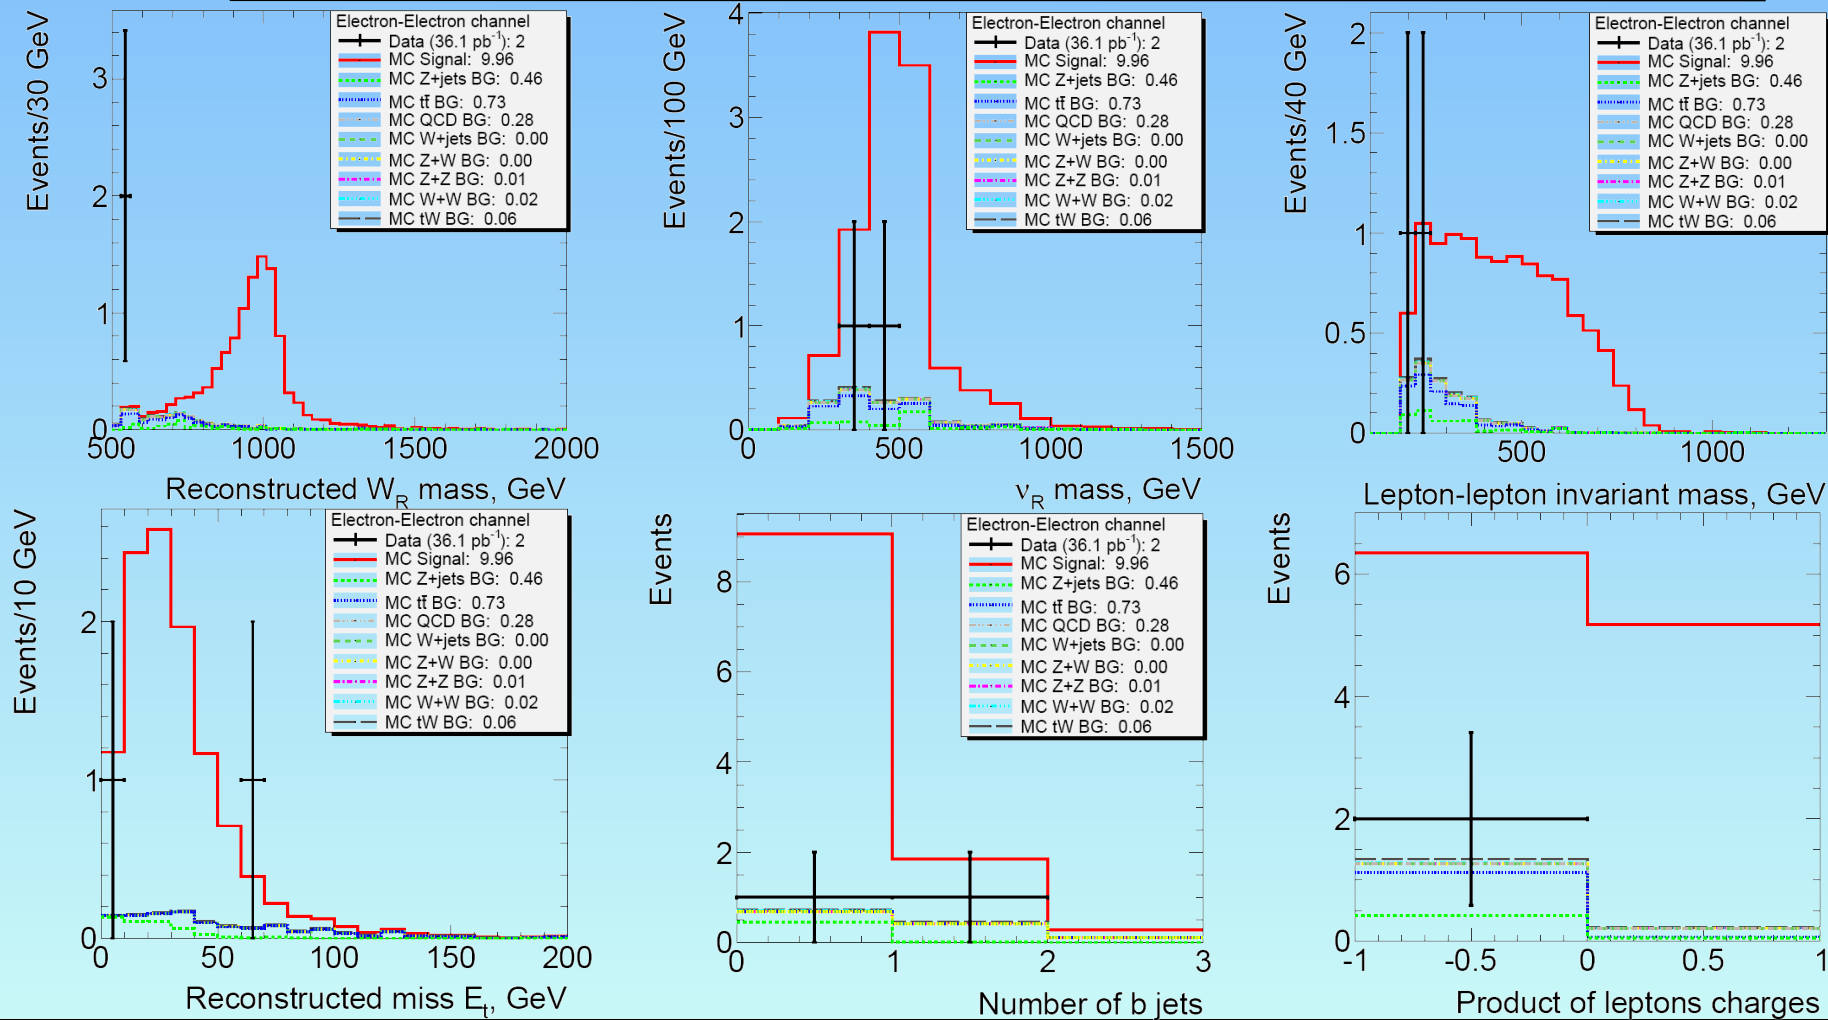 Events/30 GeV
3
2
1
0
500
1000
1500
2000
Reconstructed W_R mass, GeV
Electron-Electron channel
Data (36.1 pb⁻¹): 2
MC Signal: 9.96
MC Z+jets BG: 0.46
MC tt̄ BG: 0.73
MC QCD BG: 0.28
MC W+jets BG: 0.00
MC Z+W BG: 0.00
MC Z+Z BG: 0.01
MC W+W BG: 0.02
MC tW BG: 0.06
Events/100 GeV
4
3
2
1
0
0
500
1000
1500
ν_R mass, GeV
Electron-Electron channel
Data (36.1 pb⁻¹): 2
MC Signal: 9.96
MC Z+jets BG: 0.46
MC tt̄ BG: 0.73
MC QCD BG: 0.28
MC W+jets BG: 0.00
MC Z+W BG: 0.00
MC Z+Z BG: 0.01
MC W+W BG: 0.02
MC tW BG: 0.06
Events/40 GeV
2
1.5
1
0.5
0
500
1000
Lepton-lepton invariant mass, GeV
Electron-Electron channel
Data (36.1 pb⁻¹): 2
MC Signal: 9.96
MC Z+jets BG: 0.46
MC tt̄ BG: 0.73
MC QCD BG: 0.28
MC W+jets BG: 0.00
MC Z+W BG: 0.00
MC Z+Z BG: 0.01
MC W+W BG: 0.02
MC tW BG: 0.06
Events/10 GeV
2
1
0
0
50
100
150
200
Reconstructed miss E_t, GeV
Electron-Electron channel
Data (36.1 pb⁻¹): 2
MC Signal: 9.96
MC Z+jets BG: 0.46
MC tt̄ BG: 0.73
MC QCD BG: 0.28
MC W+jets BG: 0.00
MC Z+W BG: 0.00
MC Z+Z BG: 0.01
MC W+W BG: 0.02
MC tW BG: 0.06
Events
8
6
4
2
0
0
1
2
3
Number of b jets
Electron-Electron channel
Data (36.1 pb⁻¹): 2
MC Signal: 9.96
MC Z+jets BG: 0.46
MC tt̄ BG: 0.73
MC QCD BG: 0.28
MC W+jets BG: 0.00
MC Z+W BG: 0.00
MC Z+Z BG: 0.01
MC W+W BG: 0.02
MC tW BG: 0.06
Events
6
4
2
0
-1
-0.5
0
0.5
1
Product of leptons charges